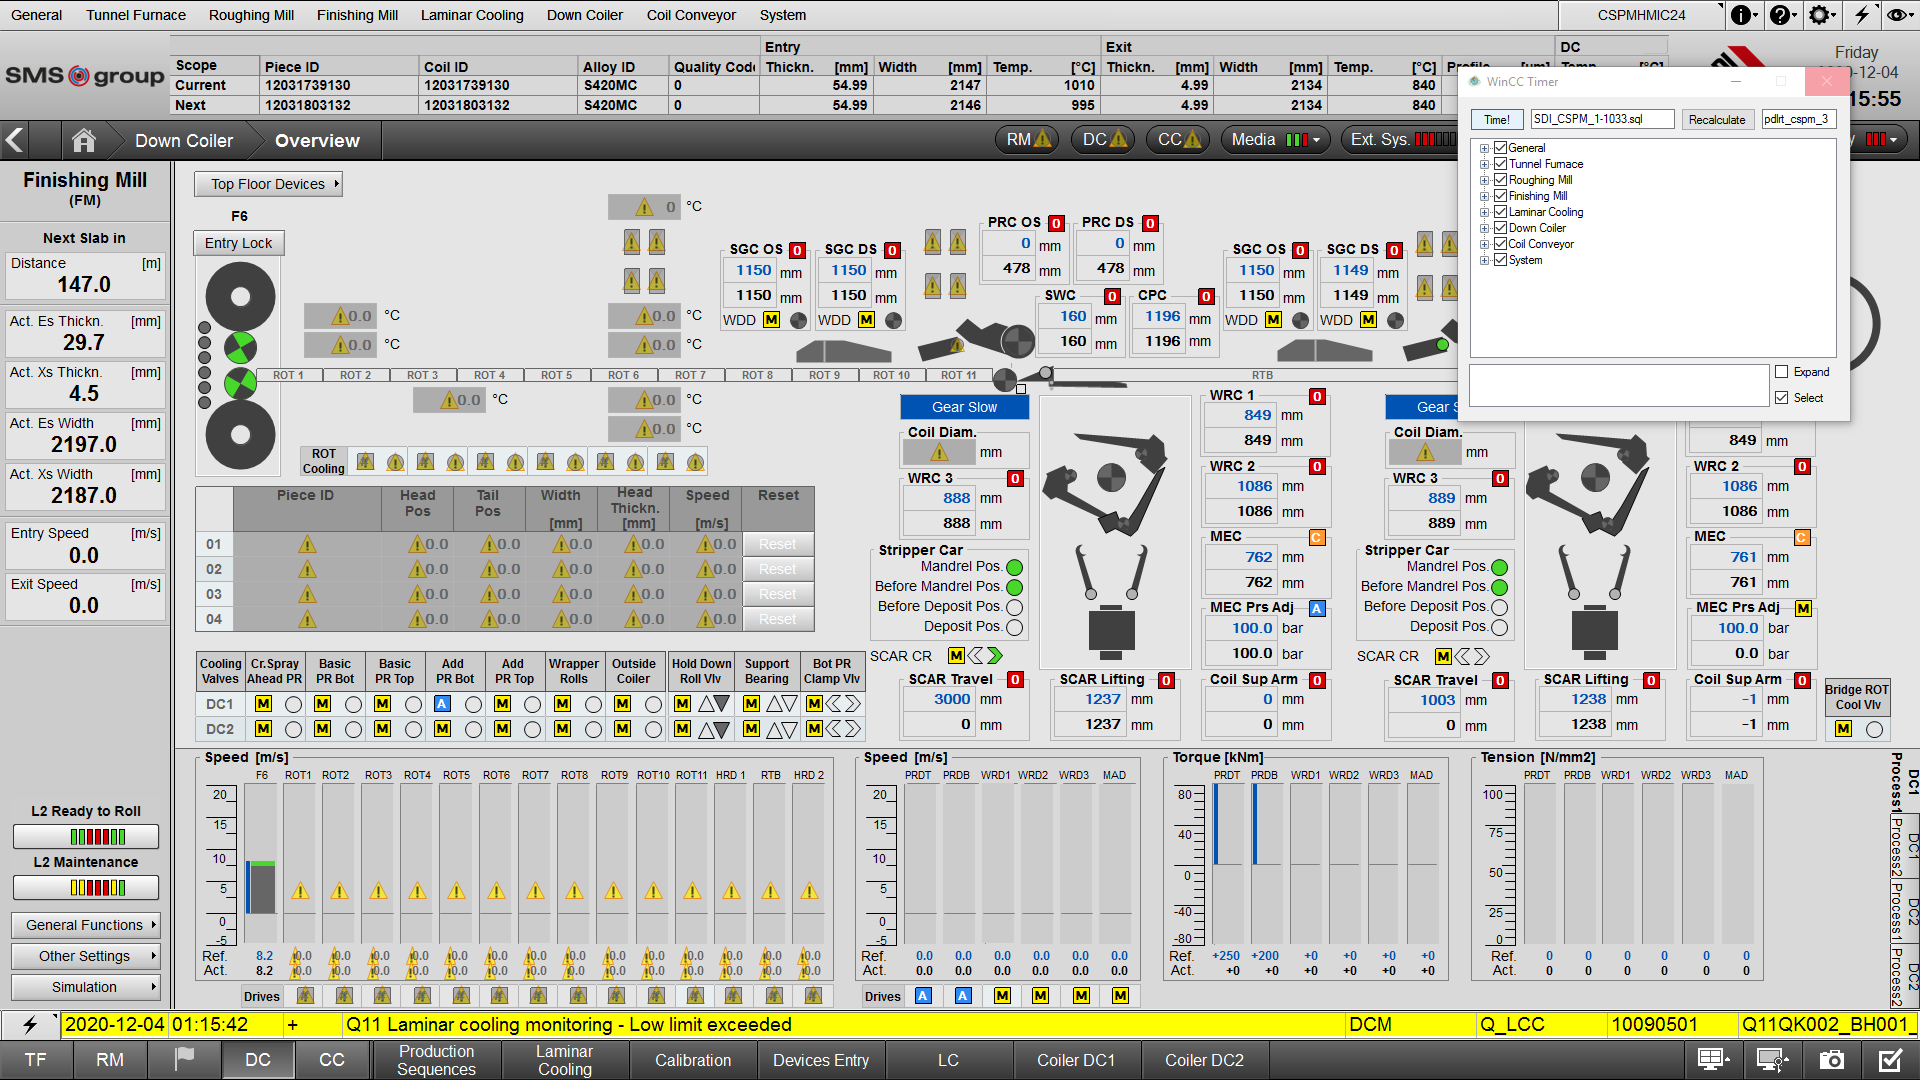 General Tunnel Furnace Roughing Mill Finishing Mill Laminar Cooling Down Coiler Coil Conveyor System CSPMHMIC24
SMS group
Entry Exit DC
Scope Piece ID Coil ID Alloy ID Quality Code Thickn. [mm] Width [mm] Temp. [°C] Thickn. [mm] Width [mm] Temp. [°C]
Current 12031739130 12031739130 S420MC 0 54.99 2147 1010 4.99 2134 840
Next 12031803132 12031803132 S420MC 0 54.99 2146 995 4.99 2134 840
Friday
15:55
Down Coiler Overview
RM DC CC Media Ext. Sys.
WinCC Timer
Time! SDI_CSPM_1-1033.sql Recalculate pdlrt_cspm_3
General
Tunnel Furnace
Roughing Mill
Finishing Mill
Laminar Cooling
Down Coiler
Coil Conveyor
System
Expand
Select
Finishing Mill
(FM)
Next Slab in
Distance [m]
147.0
Act. Es Thickn. [mm]
29.7
Act. Xs Thickn. [mm]
4.5
Act. Es Width [mm]
2197.0
Act. Xs Width [mm]
2187.0
Entry Speed [m/s]
0.0
Exit Speed [m/s]
0.0
L2 Ready to Roll
L2 Maintenance
General Functions
Other Settings
Simulation
Top Floor Devices
F6
Entry Lock
0 °C
0.0 °C 0.0 °C
0.0 °C 0.0 °C
SGC OS 0 SGC DS 0
1150 mm 1150 mm
1150 mm 1150 mm
WDD M WDD M
PRC OS 0 PRC DS 0
0 mm 0 mm
478 mm 478 mm
SWC 0 CPC 0
160 mm 1196 mm
160 mm 1196 mm
SGC OS 0 SGC DS 0
1150 mm 1149 mm
1150 mm 1149 mm
WDD M WDD M
ROT 1 ROT 2 ROT 3 ROT 4 ROT 5 ROT 6 ROT 7 ROT 8 ROT 9 ROT 10 ROT 11 RTB
0.0 °C 0.0 °C
0.0 °C
ROT
Cooling
Piece ID Head Pos Tail Pos Width [mm] Head Thickn. [mm] Speed [m/s] Reset
01 0.0 0.0 0.0 0.0 0.0 Reset
02 0.0 0.0 0.0 0.0 0.0 Reset
03 0.0 0.0 0.0 0.0 0.0 Reset
04 0.0 0.0 0.0 0.0 0.0 Reset
Gear Slow
Coil Diam.
WRC 3 0
888 mm
888 mm
Stripper Car
Mandrel Pos.
Before Mandrel Pos.
Before Deposit Pos.
Deposit Pos.
SCAR CR M
SCAR Travel 0
3000 mm
0 mm
SCAR Lifting 0
1237 mm
1237 mm
WRC 1 0
849 mm
849 mm
WRC 2 0
1086 mm
1086 mm
MEC C
762 mm
762 mm
MEC Prs Adj A
100.0 bar
100.0 bar
Coil Sup Arm 0
0 mm
0 mm
Gear S
Coil Diam.
WRC 3 0
889 mm
889 mm
Stripper Car
Mandrel Pos.
Before Mandrel Pos.
Before Deposit Pos.
Deposit Pos.
SCAR CR M
SCAR Travel 0
1003 mm
0 mm
SCAR Lifting 0
1238 mm
1238 mm
849 mm
WRC 2 0
1086 mm
1086 mm
MEC C
761 mm
761 mm
MEC Prs Adj M
100.0 bar
0.0 bar
Coil Sup Arm 0
-1 mm
-1 mm
Bridge ROT
Cool Vlv
M
Cooling Valves Cr.Spray Ahead PR Basic PR Bot Basic PR Top Add PR Bot Add PR Top Wrapper Rolls Outside Coiler Hold Down Roll Vlv Support Bearing Bot PR Clamp Vlv
DC1 M M M A M M M M M M
DC2 M M M M M M M M M M
Speed [m/s]
F6 ROT1 ROT2 ROT3 ROT4 ROT5 ROT6 ROT7 ROT8 ROT9 ROT10 ROT11 HRD 1 RTB HRD 2
20
15
10
5
0
-5
Ref. 8.2 0.0 0.0 0.0 0.0 0.0 0.0 0.0 0.0 0.0 0.0 0.0 0.0 0.0 0.0
Act. 8.2 0.0 0.0 0.0 0.0 0.0 0.0 0.0 0.0 0.0 0.0 0.0 0.0 0.0 0.0
Drives
Speed [m/s]
PRDT PRDB WRD1 WRD2 WRD3 MAD
20
15
10
5
0
-5
Ref. 0.0 0.0 0.0 0.0 0.0 0.0
Act. 0.0 0.0 0.0 0.0 0.0 0.0
Drives A A M M M M
Torque [kNm]
PRDT PRDB WRD1 WRD2 WRD3 MAD
80
40
0
-40
-80
Ref. +250 +200 +0 +0 +0 +0
Act. +0 +0 +0 +0 +0 +0
Tension [N/mm2]
PRDT PRDB WRD1 WRD2 WRD3 MAD
100
75
50
25
0
Ref. 0 0 0 0 0 0
Act. 0 0 0 0 0 0
DC1 Process1
DC1 Process2
DC2 Process1
DC2 Process2
2020-12-04 01:15:42 + Q11 Laminar cooling monitoring - Low limit exceeded DCM Q_LCC 10090501 Q11QK002_BH001_
TF RM DC CC Production Sequences Laminar Cooling Calibration Devices Entry LC Coiler DC1 Coiler DC2